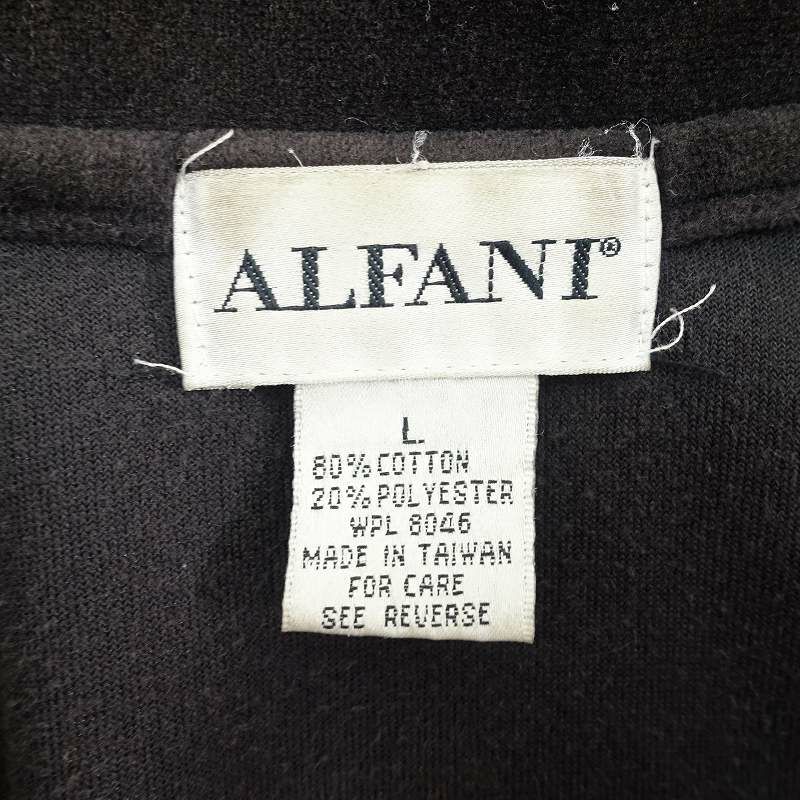 ALFANI®
L
80% COTTON
20% POLYESTER
WPL 8046
MADE IN TAIWAN
FOR CARE
SEE REVERSE